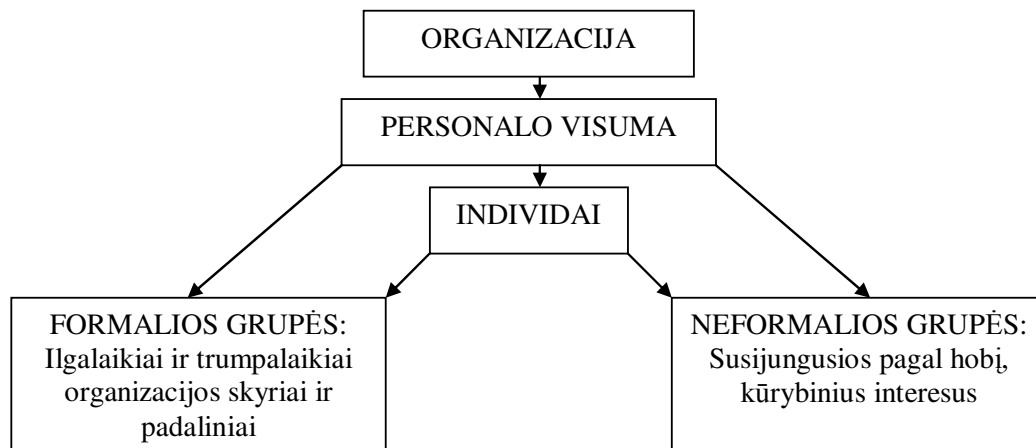 ORGANIZACIJA
PERSONALO VISUMA
INDIVIDAI
FORMALIOS GRUPĖS:
Ilgalaikiai ir trumpalaikiai
organizacijos skyriai ir
padaliniai
NEFORMALIOS GRUPĖS:
Susijungusios pagal hobį,
kūrybinius interesus